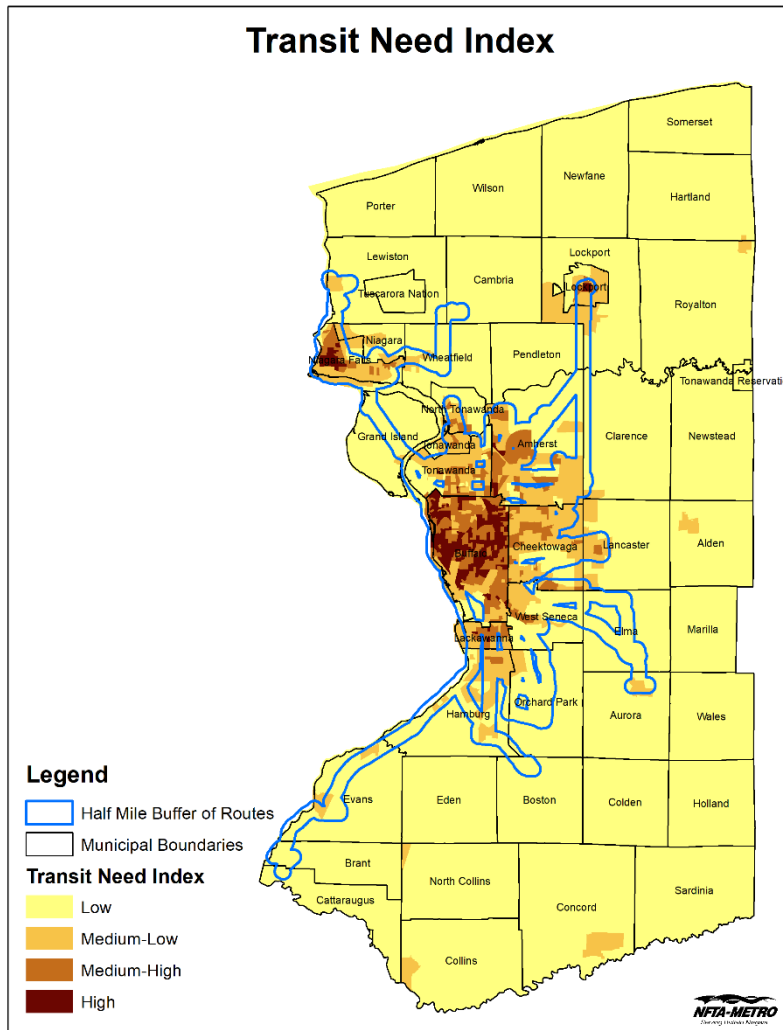 Transit Need Index
Somerset
Newfane
Wilson
Hartland
Porter
Lewiston
Lockport
Cambria
Tuscarora Nation
Lockport
Royalton
Niagara
Niagara Falls
Wheatfield
Pendleton
Tonawanda Reservati
North Tonawanda
Grand Island
Tonawanda
Amherst
Clarence
Newstead
Tonawanda
Lancaster
Alden
Cheektowaga
Buffalo
West Seneca
Elma
Marilla
Lackawanna
Orchard Park
Hamburg
Aurora
Wales
Evans
Eden
Boston
Colden
Holland
Brant
North Collins
Sardinia
Cattaraugus
Concord
Collins
Legend
Half Mile Buffer of Routes
Municipal Boundaries
Transit Need Index
Low
Medium-Low
Medium-High
High
NFTA-METRO